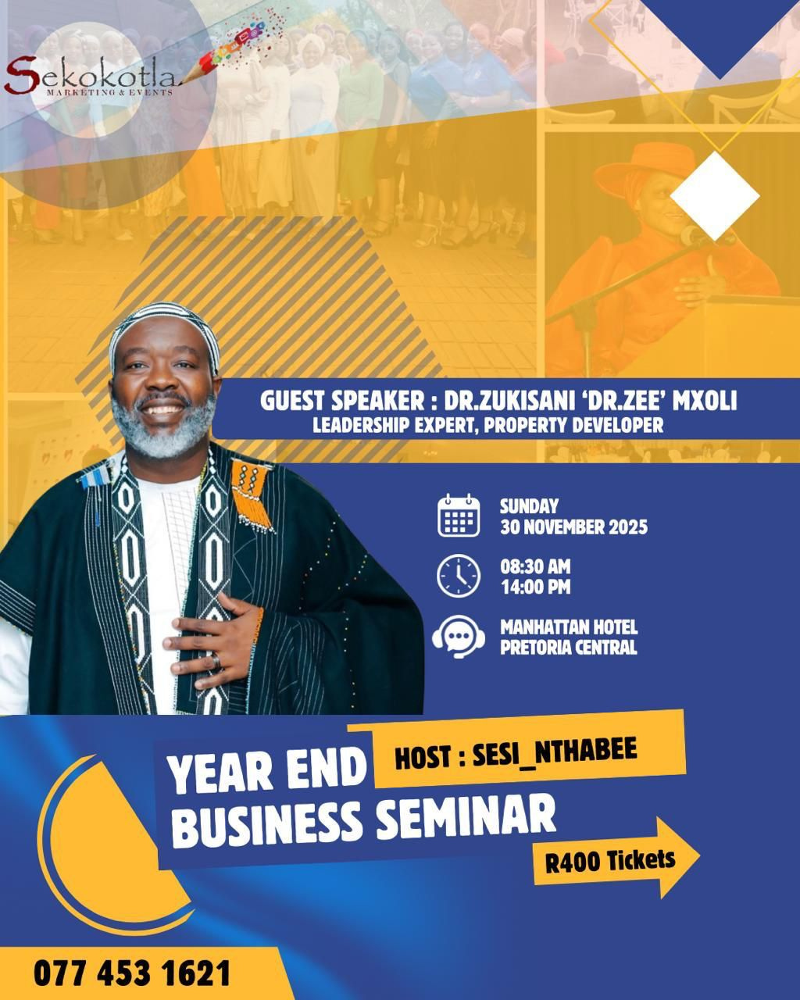 Sekokotla
MARKETING & EVENTS
GUEST SPEAKER : DR.ZUKISANI ‘DR.ZEE’ MXOLI
LEADERSHIP EXPERT, PROPERTY DEVELOPER
SUNDAY
30 NOVEMBER 2025
08:30 AM
14:00 PM
MANHATTAN HOTEL
PRETORIA CENTRAL
HOST : SESI_NTHABEE
YEAR END
BUSINESS SEMINAR
R400 Tickets
077 453 1621